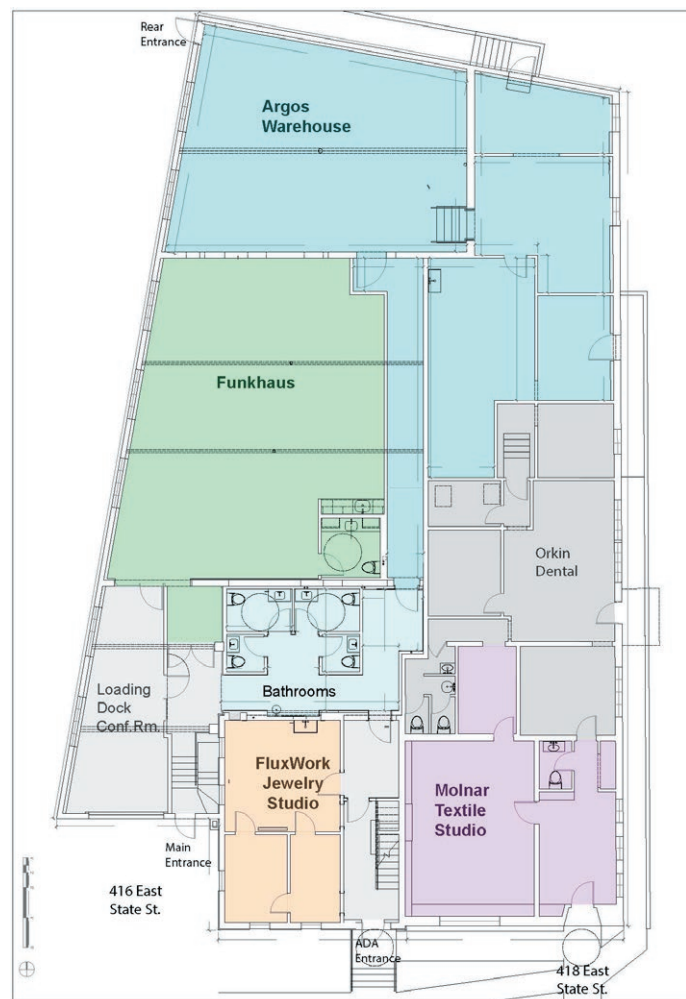 Rear
Entrance
Argos
Warehouse
Funkhaus
Orkin
Dental
Loading
Dock
Conf.Rm.
Bathrooms
FluxWork
Jewelry
Studio
Molnar
Textile
Studio
Main
Entrance
416 East
State St.
ADA
Entrance
418 East
State St.